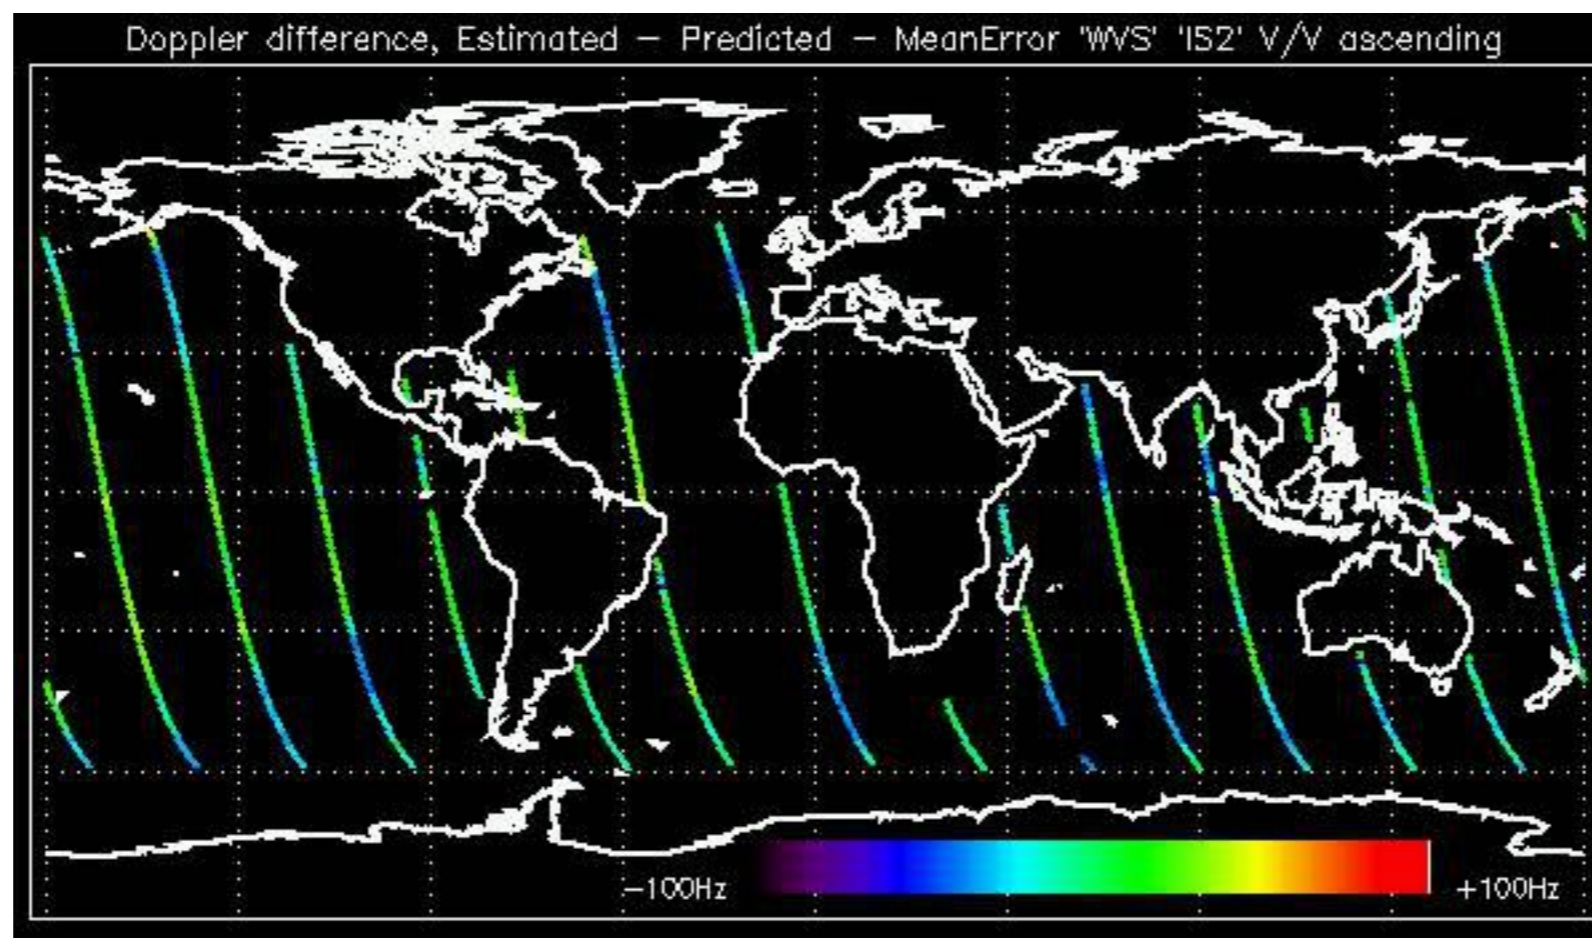 Doppler difference, Estimated – Predicted – MeanError 'WVS' 'IS2' V/V ascending
–100Hz
+100Hz